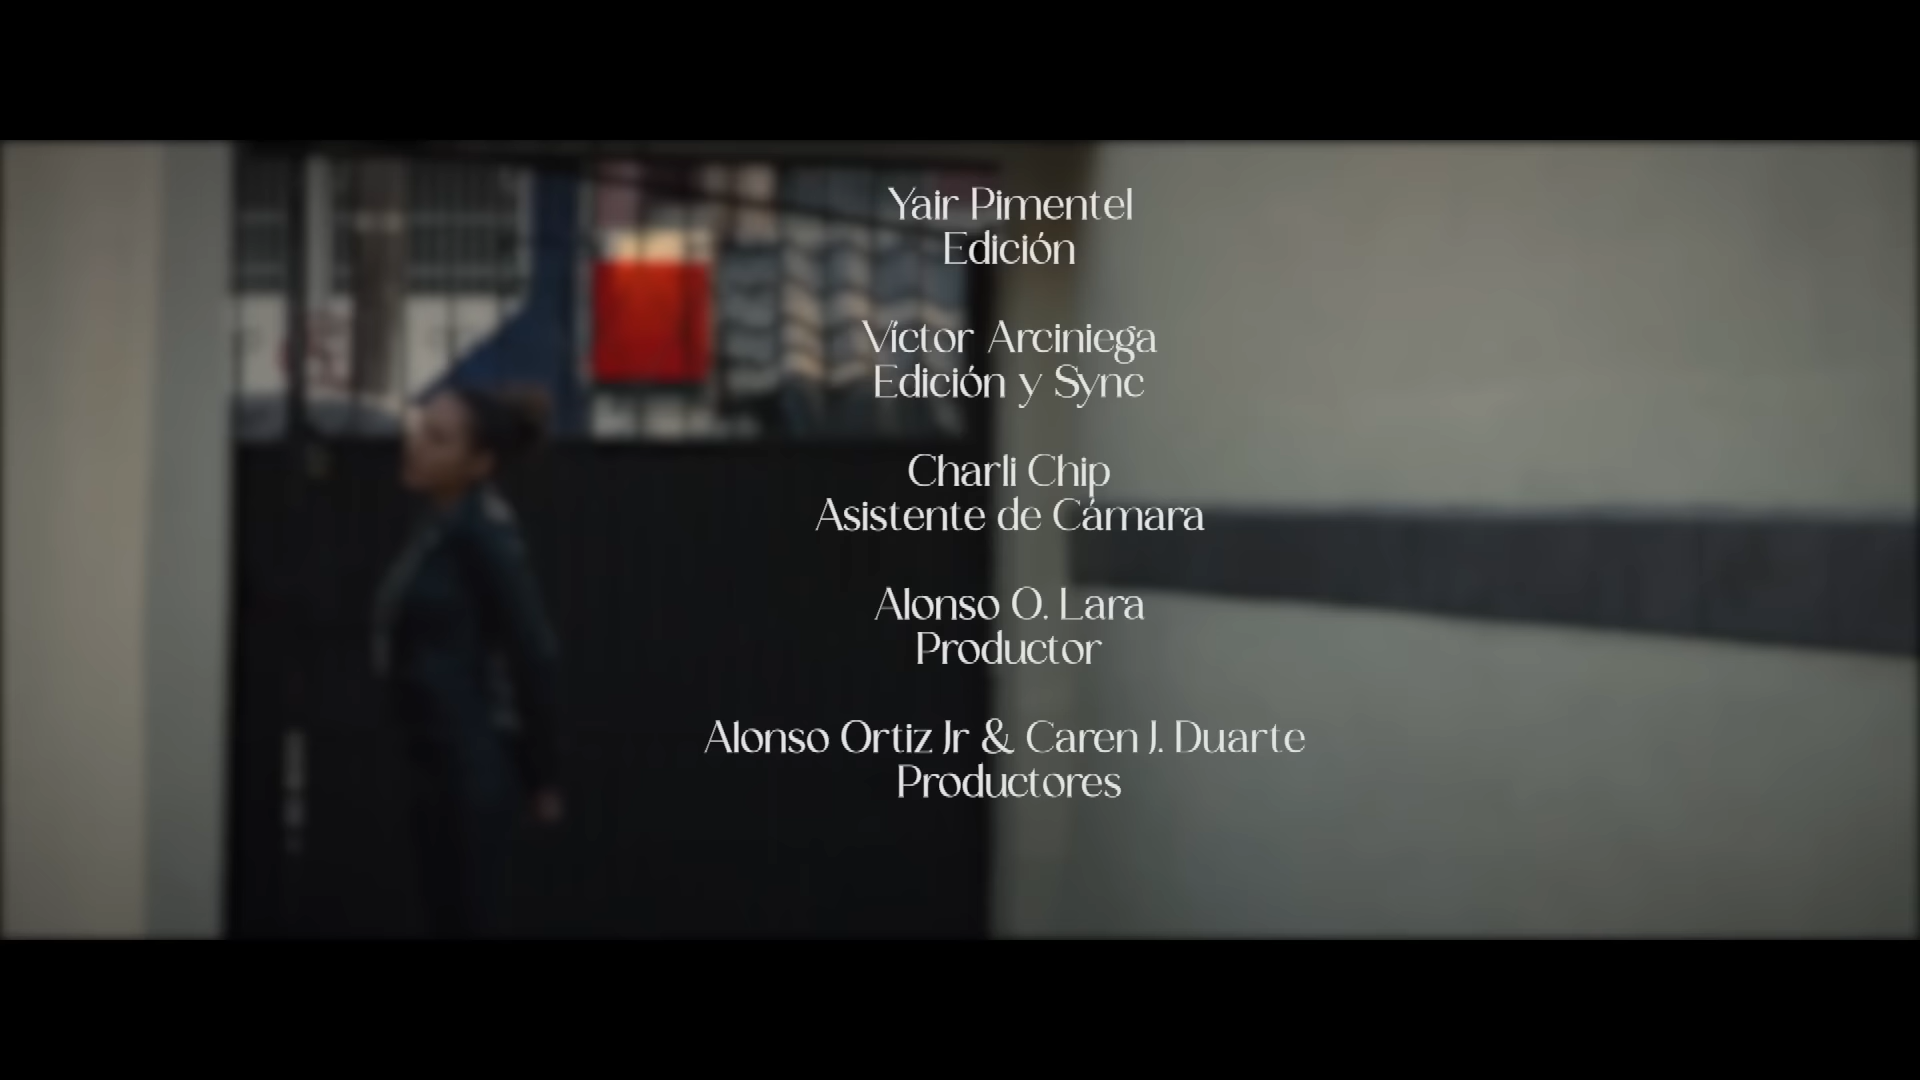 Yair Pimentel
Edición
Víctor Arciniega
Edición y Sync
Charli Chip
Asistente de Cámara
Alonso O. Lara
Productor
Alonso Ortiz Jr & Caren J. Duarte
Productores